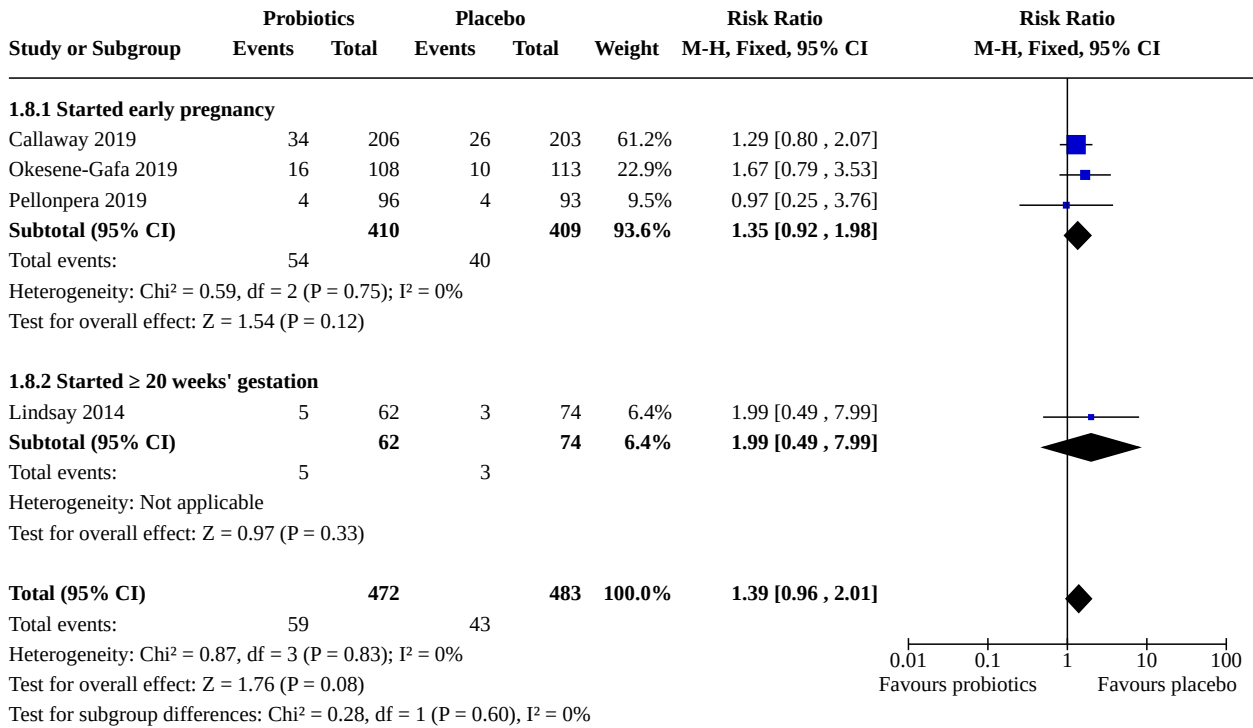 Probiotics Placebo Risk Ratio Risk Ratio
Study or Subgroup Events Total Events Total Weight M-H, Fixed, 95% CI M-H, Fixed, 95% CI
1.8.1 Started early pregnancy
Callaway 2019 34 206 26 203 61.2% 1.29 [0.80 , 2.07]
Okesene-Gafa 2019 16 108 10 113 22.9% 1.67 [0.79 , 3.53]
Pellonpera 2019 4 96 4 93 9.5% 0.97 [0.25 , 3.76]
Subtotal (95% CI) 410 409 93.6% 1.35 [0.92 , 1.98]
Total events: 54 40
Heterogeneity: Chi² = 0.59, df = 2 (P = 0.75); I² = 0%
Test for overall effect: Z = 1.54 (P = 0.12)
1.8.2 Started ≥ 20 weeks' gestation
Lindsay 2014 5 62 3 74 6.4% 1.99 [0.49 , 7.99]
Subtotal (95% CI) 62 74 6.4% 1.99 [0.49 , 7.99]
Total events: 5 3
Heterogeneity: Not applicable
Test for overall effect: Z = 0.97 (P = 0.33)
Total (95% CI) 472 483 100.0% 1.39 [0.96 , 2.01]
Total events: 59 43
Heterogeneity: Chi² = 0.87, df = 3 (P = 0.83); I² = 0%
0.01 0.1 1 10 100
Test for overall effect: Z = 1.76 (P = 0.08)
Favours probiotics Favours placebo
Test for subgroup differences: Chi² = 0.28, df = 1 (P = 0.60), I² = 0%